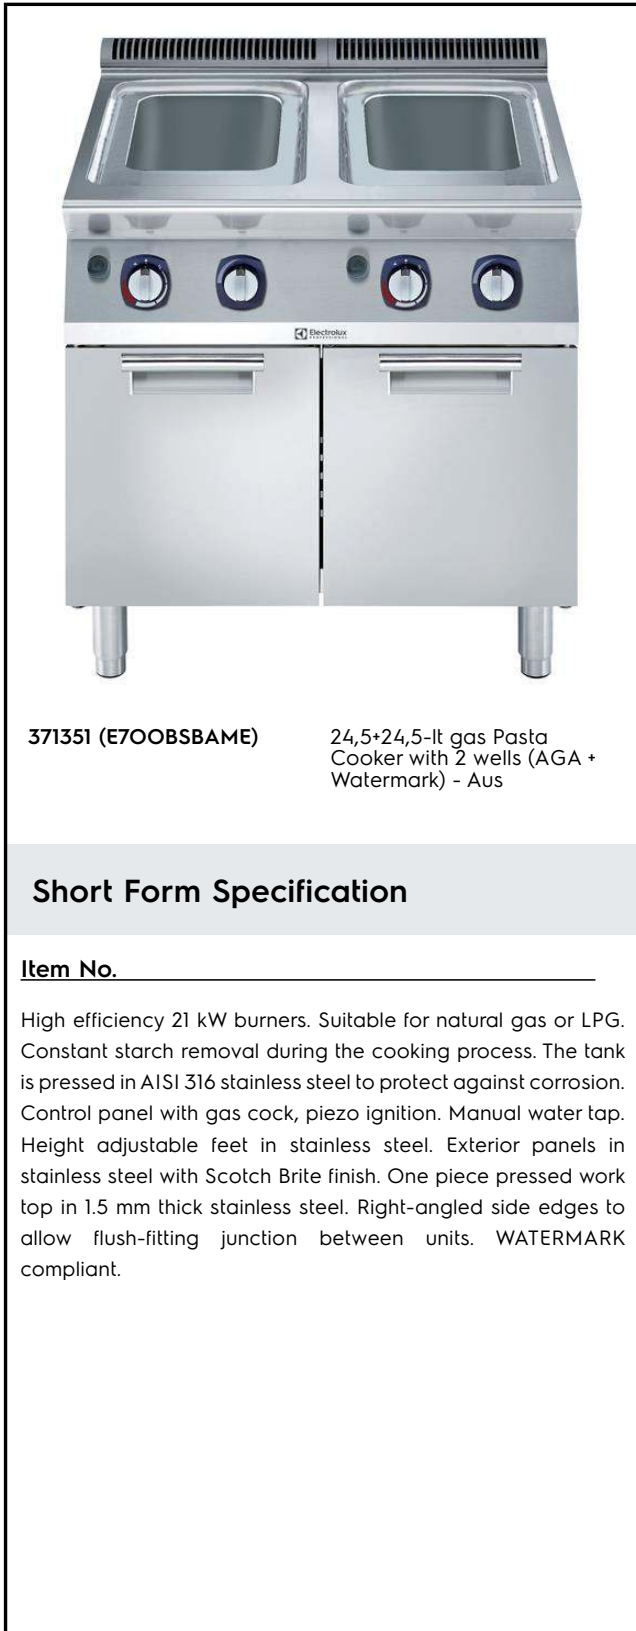 Electrolux
PROFESSIONAL
371351 (E7OOBSBAME)
24,5+24,5-lt gas Pasta
Cooker with 2 wells (AGA +
Watermark) - Aus
Short Form Specification
Item No.
High efficiency 21 kW burners. Suitable for natural gas or LPG.
Constant starch removal during the cooking process. The tank
is pressed in AISI 316 stainless steel to protect against corrosion.
Control panel with gas cock, piezo ignition. Manual water tap.
Height adjustable feet in stainless steel. Exterior panels in
stainless steel with Scotch Brite finish. One piece pressed work
top in 1.5 mm thick stainless steel. Right-angled side edges to
allow flush-fitting junction between units. WATERMARK
compliant.